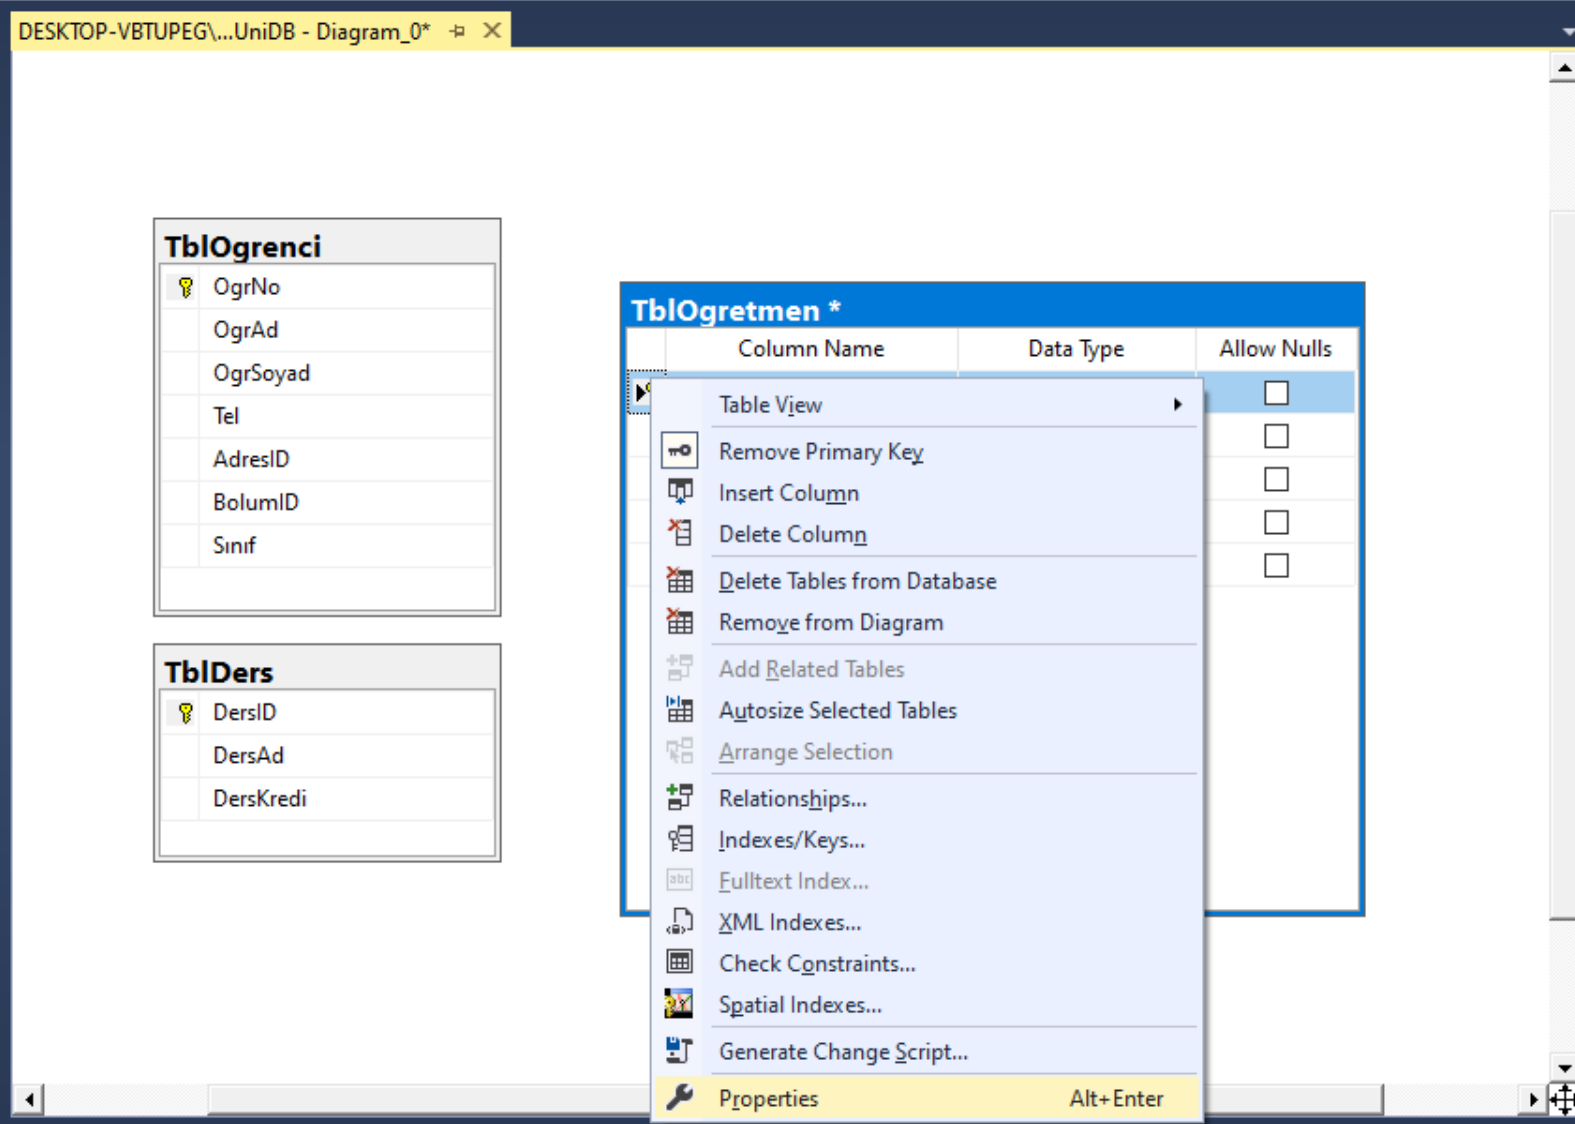 DESKTOP-VBTUPEG\...UniDB - Diagram_0*
TblOgrenci
OgrNo
OgrAd
OgrSoyad
Tel
AdresID
BolumID
Sınıf
TblDers
DersID
DersAd
DersKredi
TblOgretmen *
Column Name Data Type Allow Nulls
Table View
Remove Primary Key
Insert Column
Delete Column
Delete Tables from Database
Remove from Diagram
Add Related Tables
Autosize Selected Tables
Arrange Selection
Relationships...
Indexes/Keys...
Fulltext Index...
XML Indexes...
Check Constraints...
Spatial Indexes...
Generate Change Script...
Properties Alt+Enter